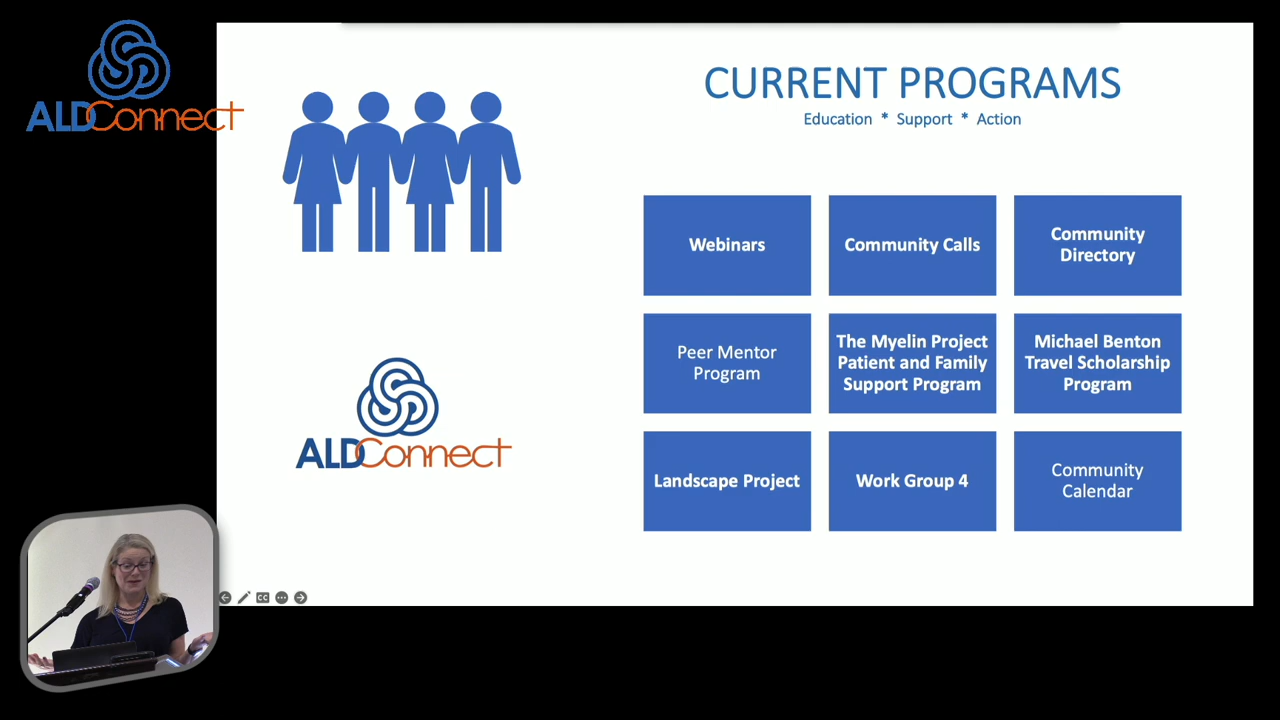 ALDConnect
CURRENT PROGRAMS
Education * Support * Action
Webinars
Community Calls
Community
Directory
Peer Mentor
Program
The Myelin Project
Patient and Family
Support Program
Michael Benton
Travel Scholarship
Program
Landscape Project
Work Group 4
Community
Calendar
ALDConnect
CC